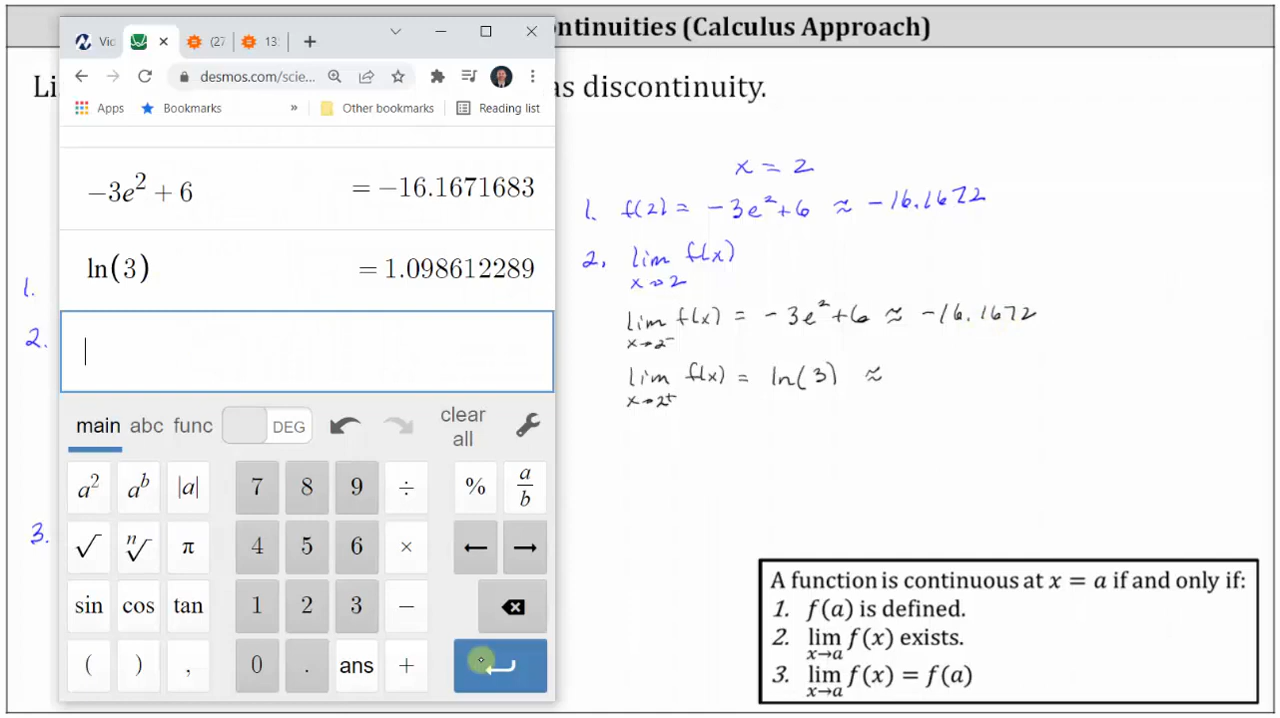 ontinuities (Calculus Approach)
Li as discontinuity.
Vic (27 13
desmos.com/scie...
Apps Bookmarks » Other bookmarks Reading list
−3e² + 6 = −16.1671683
ln(3) = 1.098612289
main abc func DEG clear all
a² aᵇ |a| 7 8 9 ÷ % a/b
√ ⁿ√ π 4 5 6 × ← →
sin cos tan 1 2 3 −
( ) , 0 . ans +
1.
2.
3.
x = 2
1. f(2) = −3e²+6 ≈ −16.1672
2. lim f(x)
x→2
lim f(x) = −3e²+6 ≈ −16.1672
x→2⁻
lim f(x) = ln(3) ≈
x→2⁺
A function is continuous at x = a if and only if:
1. f(a) is defined.
2. lim f(x) exists.
x→a
3. lim f(x) = f(a)
x→a